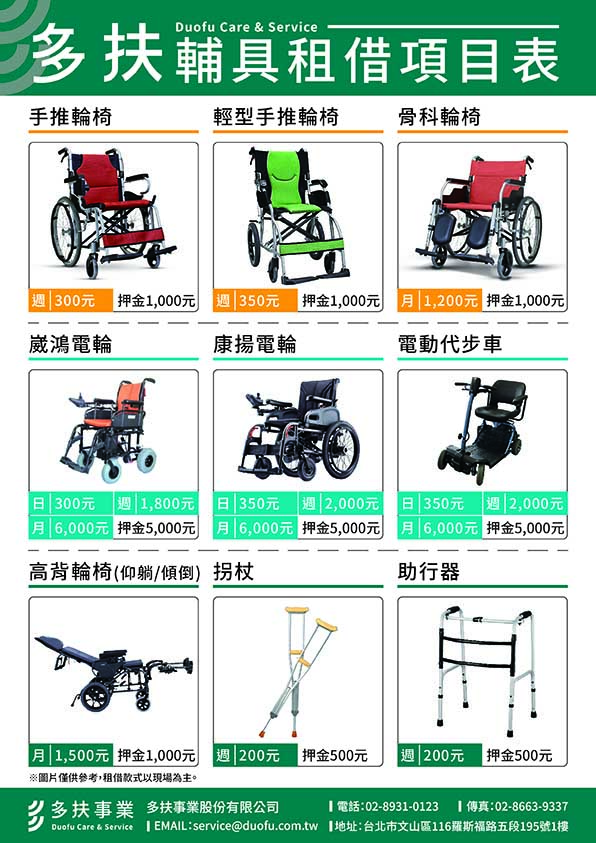 Duofu Care & Service
多扶 輔具租借項目表
手推輪椅
輕型手推輪椅
骨科輪椅
週 300元 押金1,000元
週 350元 押金1,000元
月 1,200元 押金1,000元
崴鴻電輪
康揚電輪
電動代步車
日 300元 週 1,800元
月 6,000元 押金5,000元
日 350元 週 2,000元
月 6,000元 押金5,000元
日 350元 週 2,000元
月 6,000元 押金5,000元
高背輪椅(仰躺/傾倒)
拐杖
助行器
月 1,500元 押金1,000元
週 200元 押金500元
週 200元 押金500元
※圖片僅供參考,租借款式以現場為主。
多扶事業
Duofu Care & Service
多扶事業股份有限公司
電話:02-8931-0123
傳真:02-8663-9337
EMAIL:service@duofu.com.tw
地址:台北市文山區116羅斯福路五段195號1樓